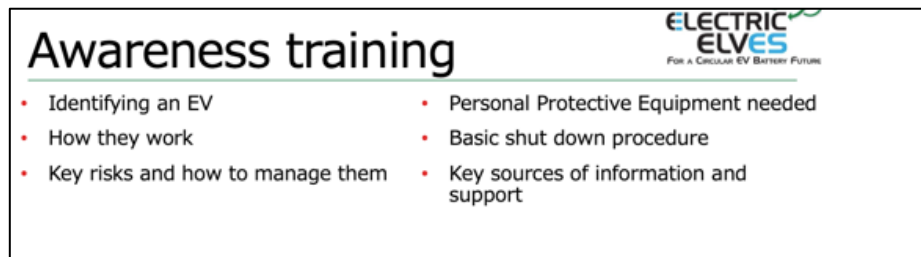 Awareness training
ELECTRIC
ELVES
FOR A CIRCULAR EV BATTERY FUTURE
• Identifying an EV
• How they work
• Key risks and how to manage them
• Personal Protective Equipment needed
• Basic shut down procedure
• Key sources of information and
support